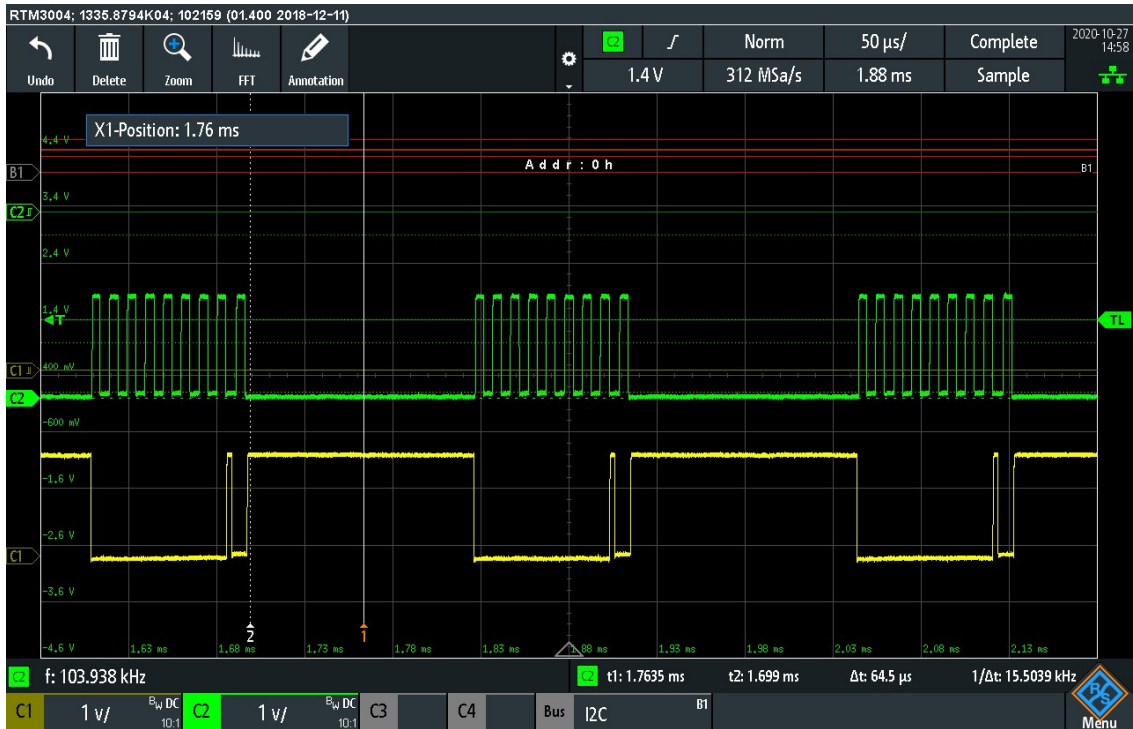 RTM3004; 1335.8794K04; 102159 (01.400 2018-12-11)
Undo
Delete
Zoom
FFT
Annotation
C2
Norm
50 µs/
Complete
2020-10-27
14:58
1.4 V
312 MSa/s
1.88 ms
Sample
X1-Position: 1.76 ms
4,4 V
Addr:0h
B1
B1
3,4 V
C2
2,4 V
1,4 V
T
TL
C1
400 mV
C2
-600 mV
-1,6 V
-2,6 V
C1
-3,6 V
2
1
-4,6 V
1,63 ms
1,68 ms
1,73 ms
1,78 ms
1,83 ms
1,88 ms
1,93 ms
1,98 ms
2,03 ms
2,08 ms
2,13 ms
C2
f: 103.938 kHz
C2
t1: 1.7635 ms
t2: 1.699 ms
Δt: 64.5 µs
1/Δt: 15.5039 kHz
C1
1 V/
BW DC
10:1
C2
1 V/
BW DC
10:1
C3
C4
Bus
I2C
B1
R&S
Menu